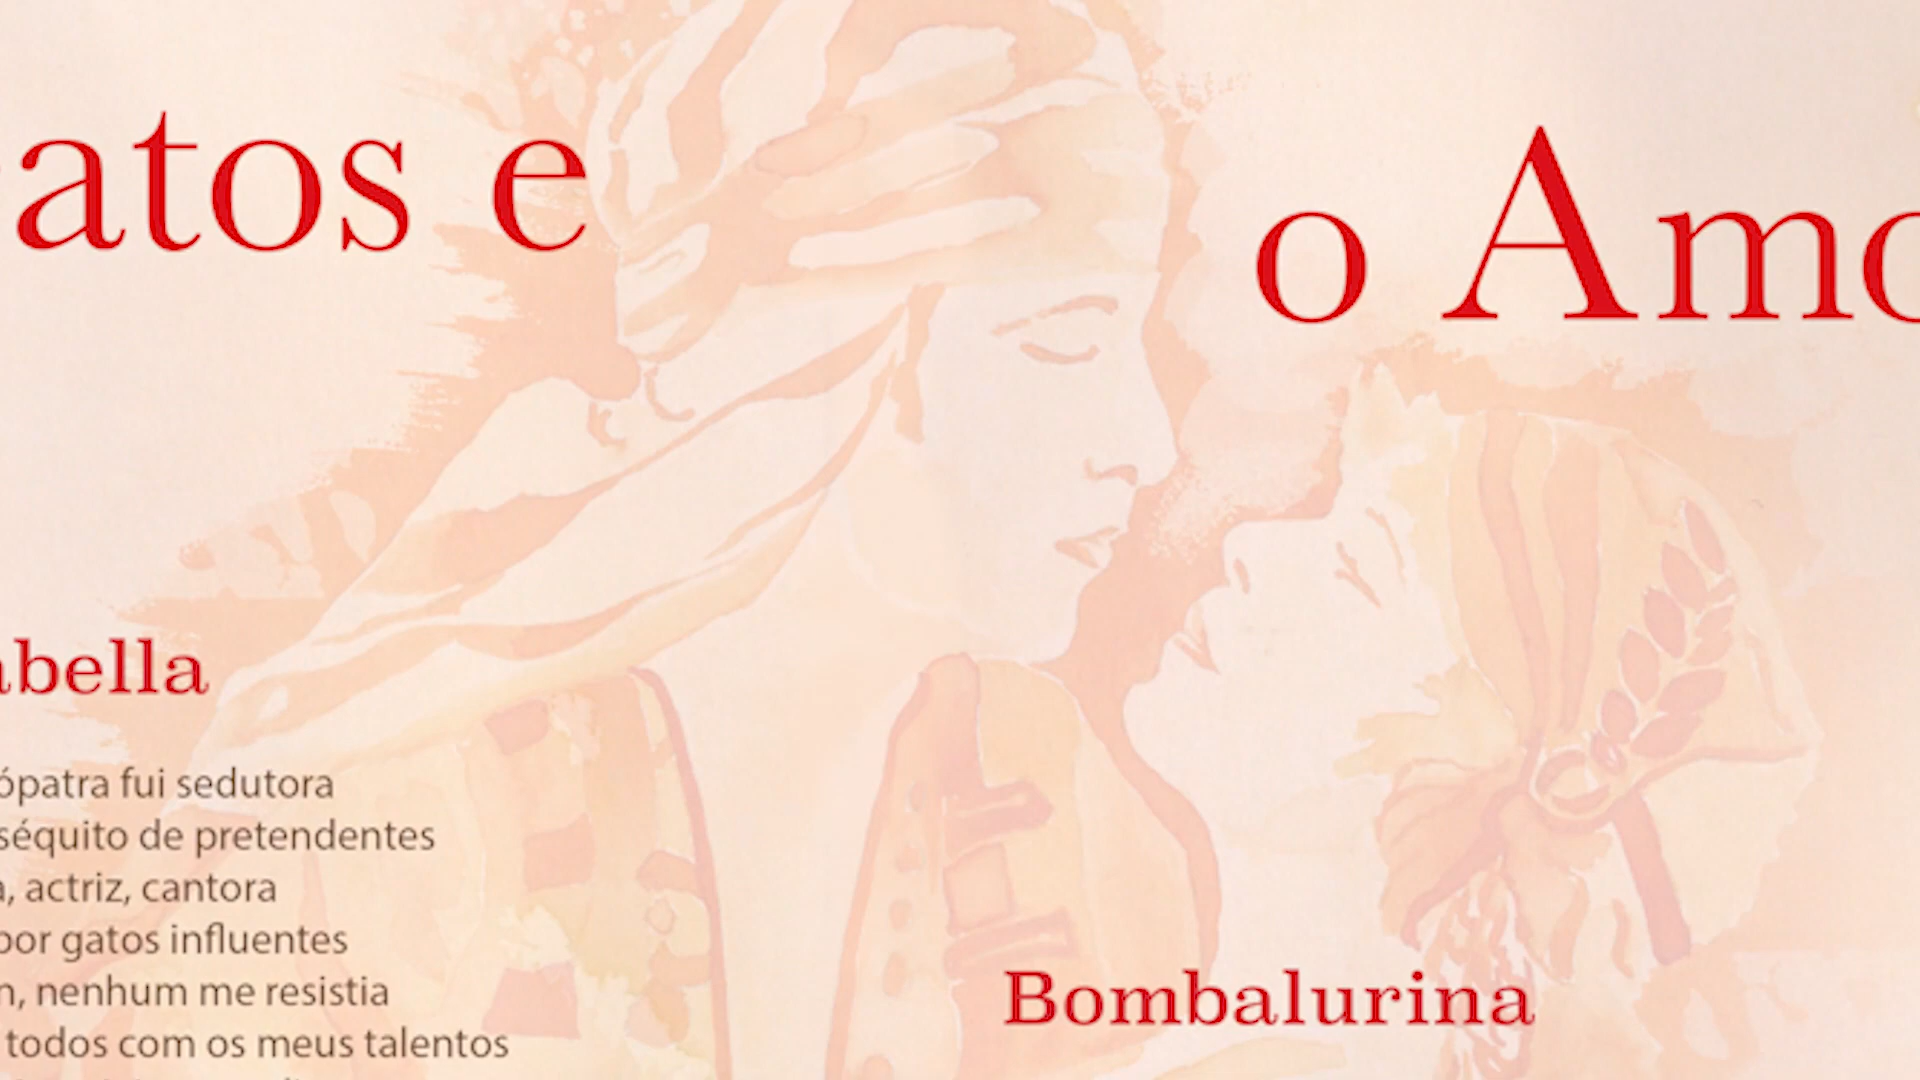 atos e
o Amo
abella
ópatra fui sedutora
séquito de pretendentes
a, actriz, cantora
por gatos influentes
n, nenhum me resistia
todos com os meus talentos
Bombalurina